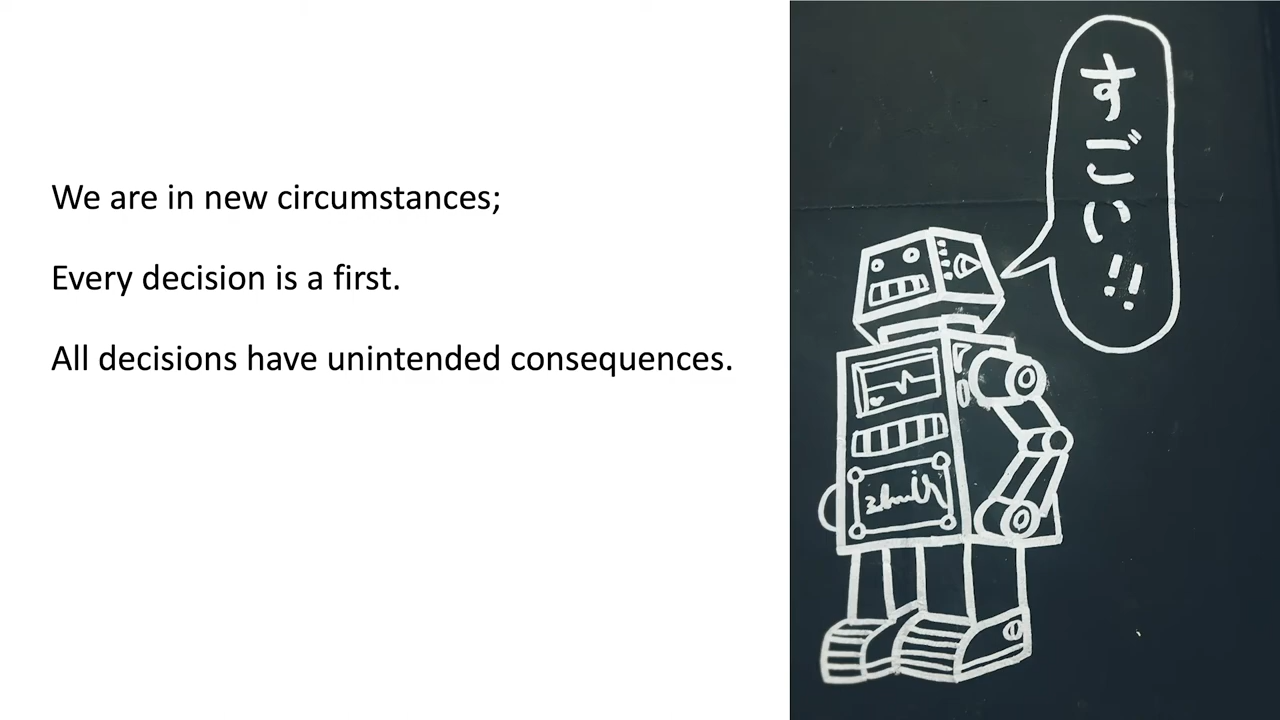 We are in new circumstances;
Every decision is a first.
All decisions have unintended consequences.
すごい!!